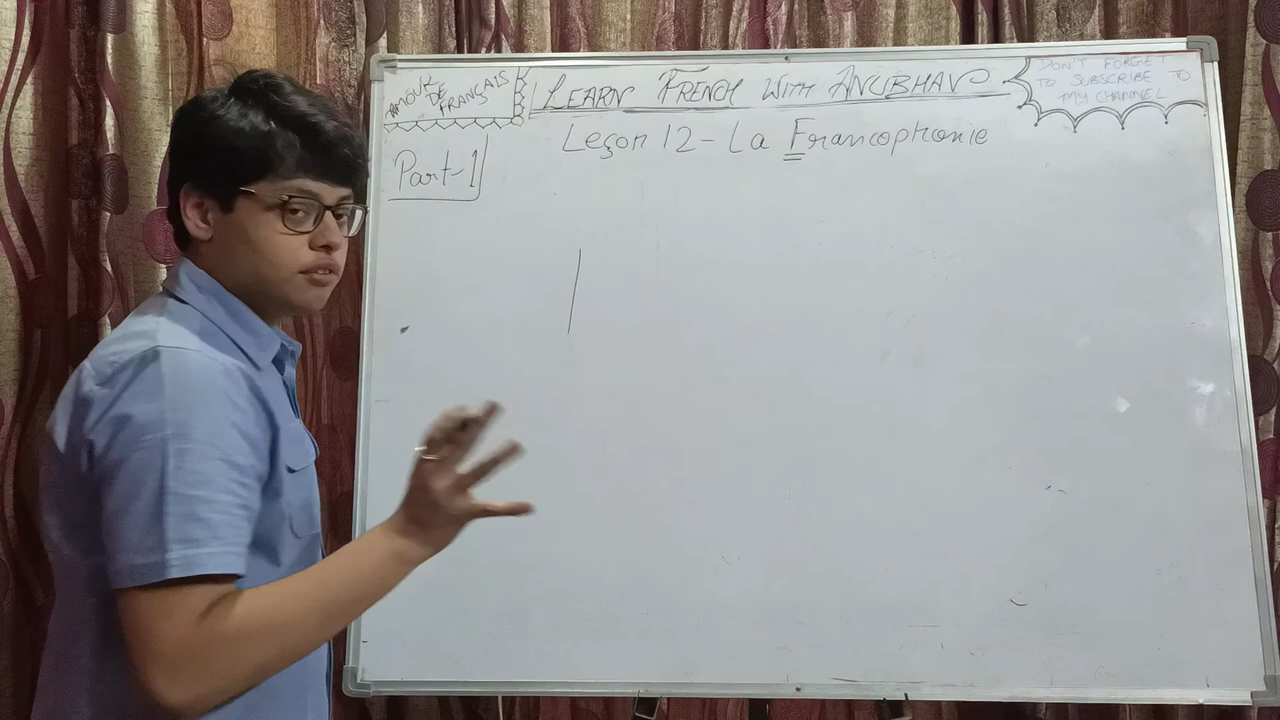 AMOUR
DE
FRANÇAIS
LEARN FRENCH WITH ANUBHAV
DON'T FORGET
TO SUBSCRIBE TO
MY CHANNEL
Leçon 12 - La Francophonie
Part-1